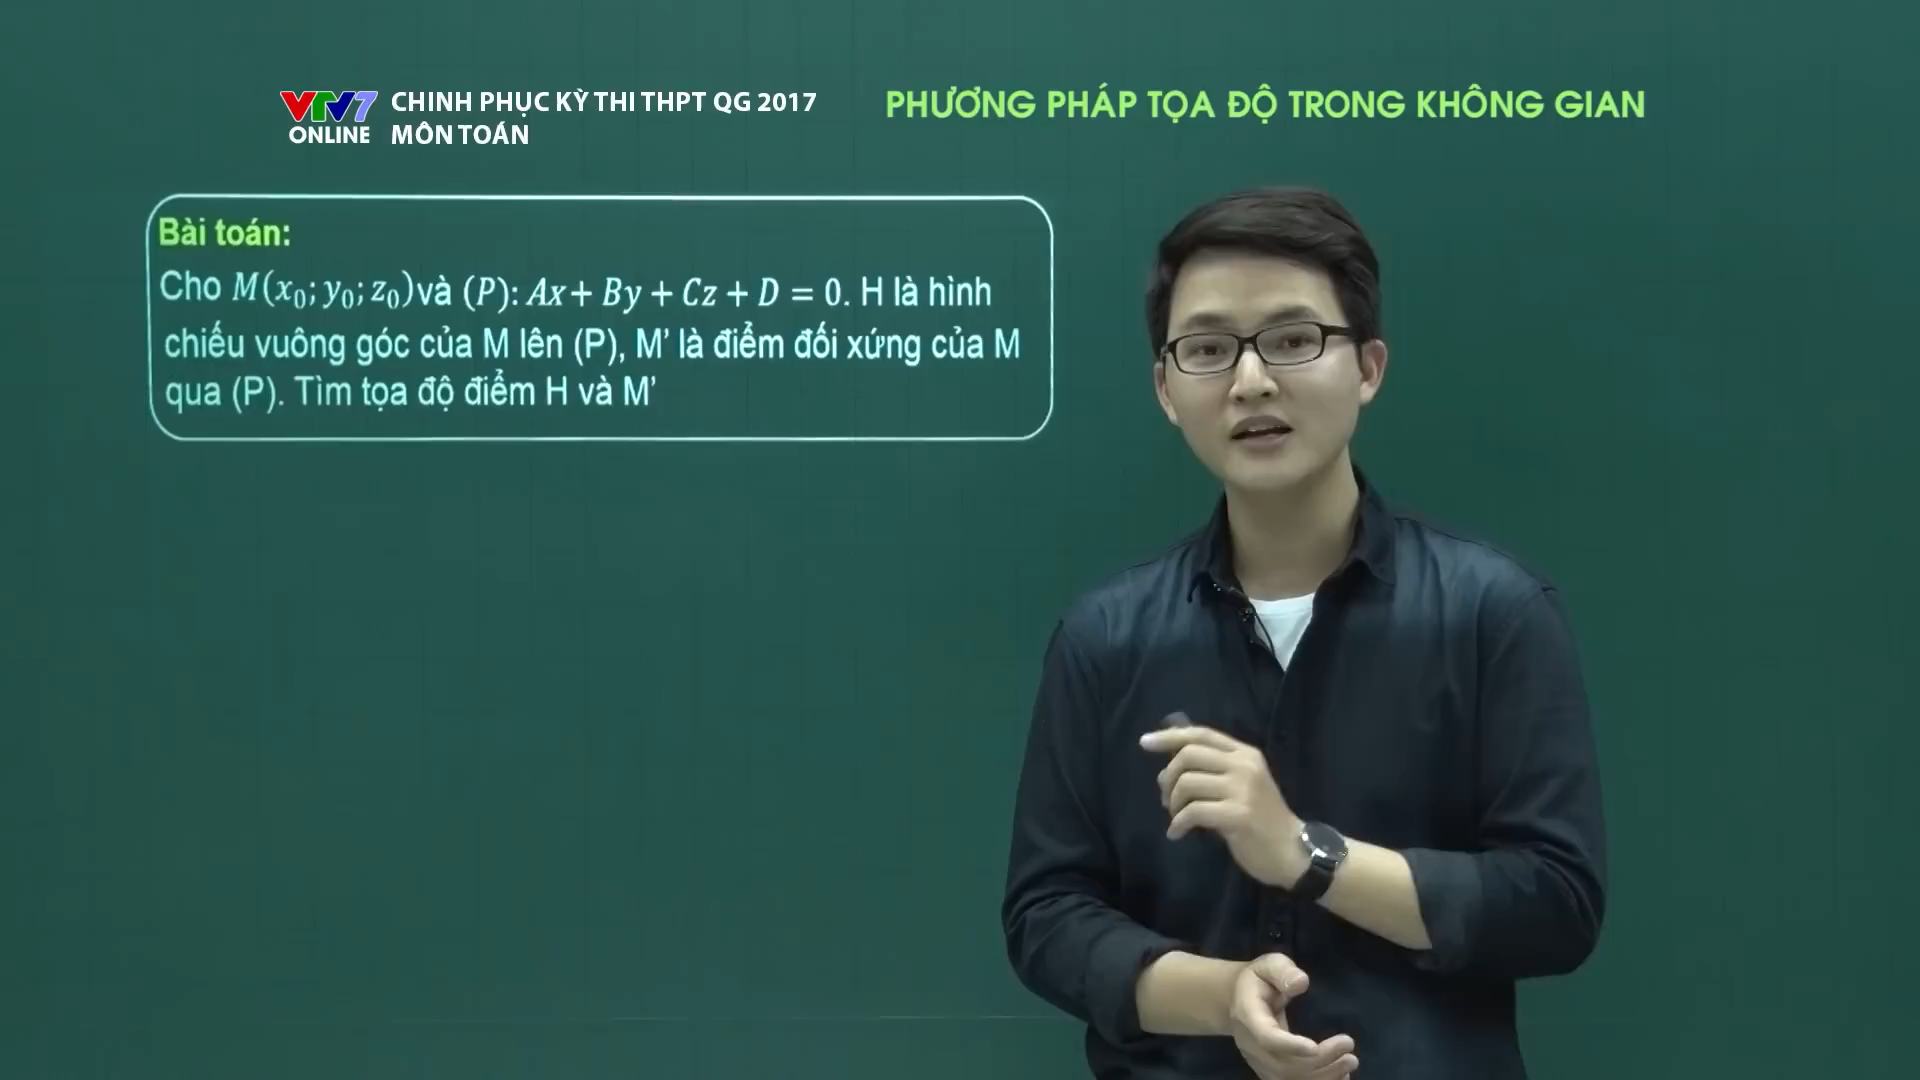 VTV7
ONLINE
CHINH PHỤC KỲ THI THPT QG 2017
MÔN TOÁN
PHƯƠNG PHÁP TỌA ĐỘ TRONG KHÔNG GIAN
Bài toán:
Cho M(x₀; y₀; z₀) và (P): Ax + By + Cz + D = 0. H là hình
chiếu vuông góc của M lên (P), M’ là điểm đối xứng của M
qua (P). Tìm tọa độ điểm H và M’